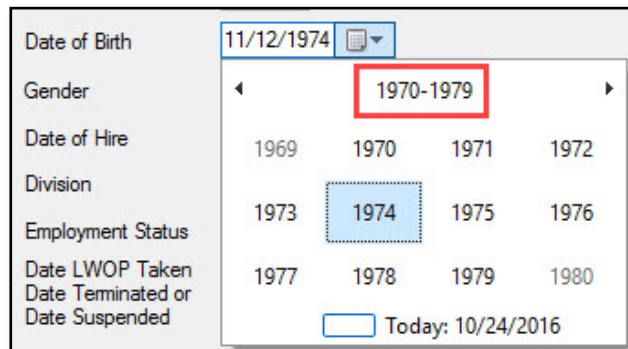 Date of Birth 11/12/1974
Gender 1970-1979
Date of Hire 1969 1970 1971 1972
Division
1973 1974 1975 1976
Employment Status
Date LWOP Taken 1977 1978 1979 1980
Date Terminated or
Date Suspended Today: 10/24/2016